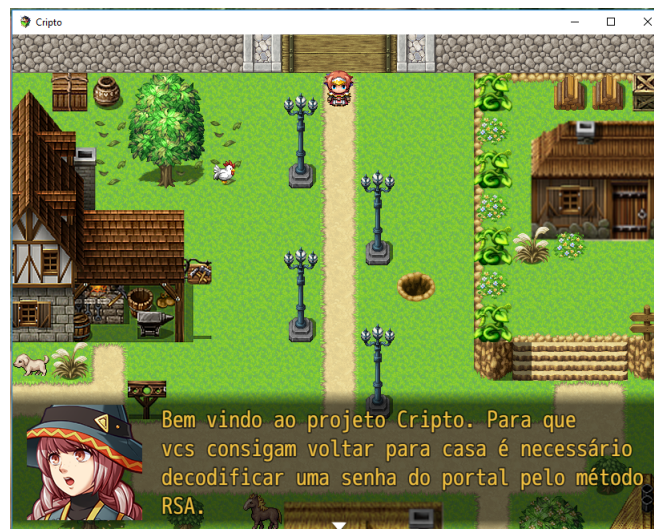 Cripto
Bem vindo ao projeto Cripto. Para que
vcs consigam voltar para casa é necessário
decodificar uma senha do portal pelo método
RSA.